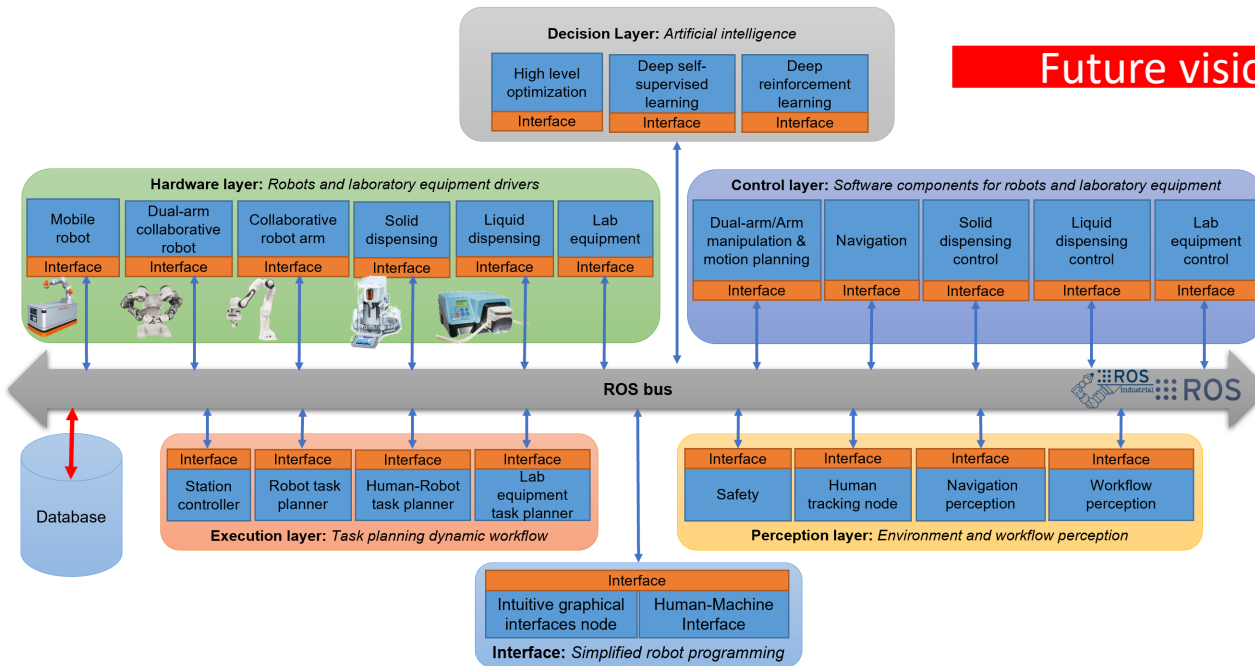 Decision Layer: Artificial intelligence
High level
optimization
Interface
Deep self-
supervised
learning
Interface
Deep
reinforcement
learning
Interface
Future visio
Hardware layer: Robots and laboratory equipment drivers
Mobile
robot
Interface
Dual-arm
collaborative
robot
Interface
Collaborative
robot arm
Interface
Solid
dispensing
Interface
Liquid
dispensing
Interface
Lab
equipment
Interface
Control layer: Software components for robots and laboratory equipment
Dual-arm/Arm
manipulation &
motion planning
Interface
Navigation
Interface
Solid
dispensing
control
Interface
Liquid
dispensing
control
Interface
Lab
equipment
control
Interface
ROS bus
ROS
Industrial
ROS
Database
Interface
Station
controller
Interface
Robot task
planner
Interface
Human-Robot
task planner
Interface
Lab
equipment
task planner
Execution layer: Task planning dynamic workflow
Interface
Safety
Interface
Human
tracking node
Interface
Navigation
perception
Interface
Workflow
perception
Perception layer: Environment and workflow perception
Interface
Intuitive graphical
interfaces node
Human-Machine
Interface
Interface: Simplified robot programming